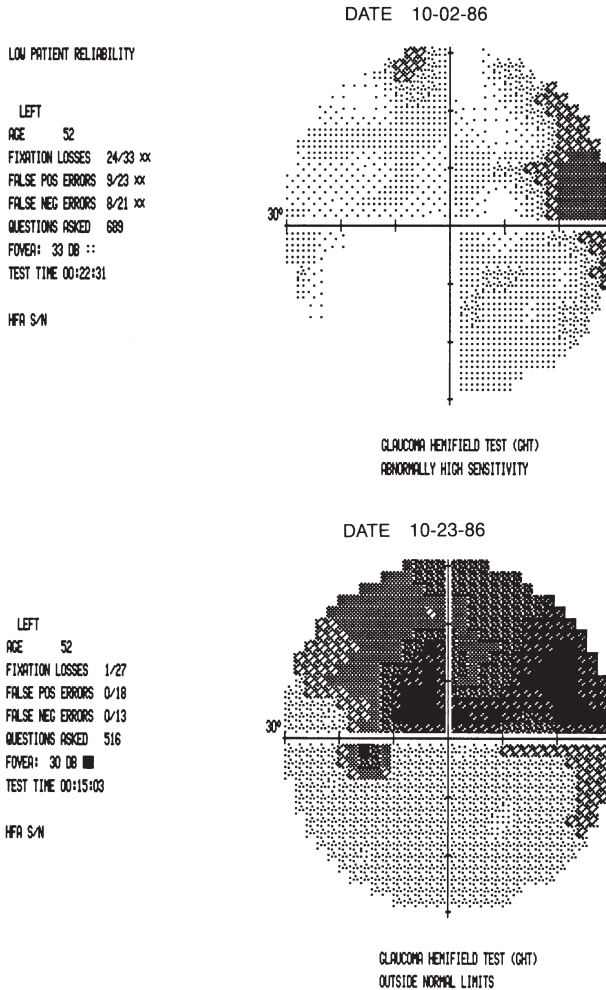 DATE 10-02-86
LOW PATIENT RELIABILITY
LEFT
AGE 52
FIXATION LOSSES 24/33 xx
FALSE POS ERRORS 9/23 xx
FALSE NEG ERRORS 8/21 xx
QUESTIONS ASKED 689
FOVEA: 33 DB ::
TEST TIME 00:22:31
HFA S/N
30°
GLAUCOMA HEMIFIELD TEST (GHT)
ABNORMALLY HIGH SENSITIVITY
DATE 10-23-86
LEFT
AGE 52
FIXATION LOSSES 1/27
FALSE POS ERRORS 0/18
FALSE NEG ERRORS 0/13
QUESTIONS ASKED 516
FOVEA: 30 DB ■
TEST TIME 00:15:03
HFA S/N
30°
GLAUCOMA HEMIFIELD TEST (GHT)
OUTSIDE NORMAL LIMITS